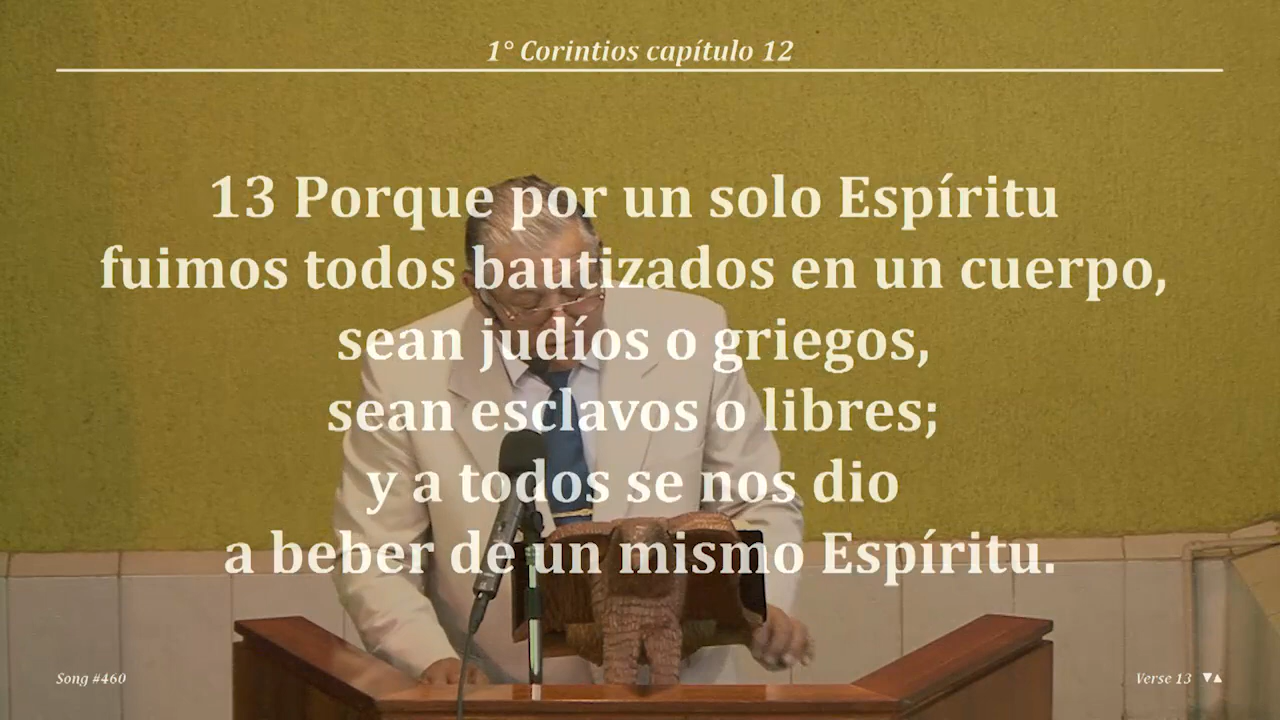 1° Corintios capítulo 12
13 Porque por un solo Espíritu
fuimos todos bautizados en un cuerpo,
sean judíos o griegos,
sean esclavos o libres;
y a todos se nos dio
a beber de un mismo Espíritu.
Song #460
Verse 13 ▼▲